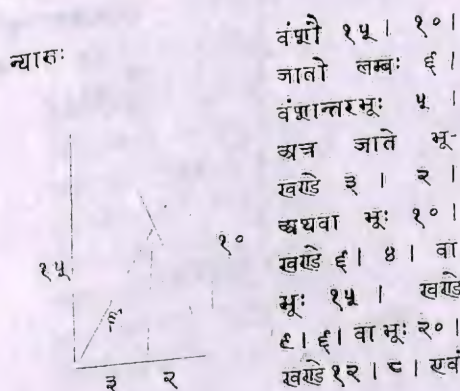 न्यासः
१५
६
१०
३ २
वंशौ १५ । १० ।
जातो लम्बः ६ ।
वंशान्तरभूः ५ ।
अत्र जाते भू-
खण्डे ३ । २ ।
अथवा भूः १० ।
खण्डे ६ । ४ । वा
भूः १५ । खण्डे
९ । ६ । वा भूः २० ।
खण्डे १२ । ८ । एवं